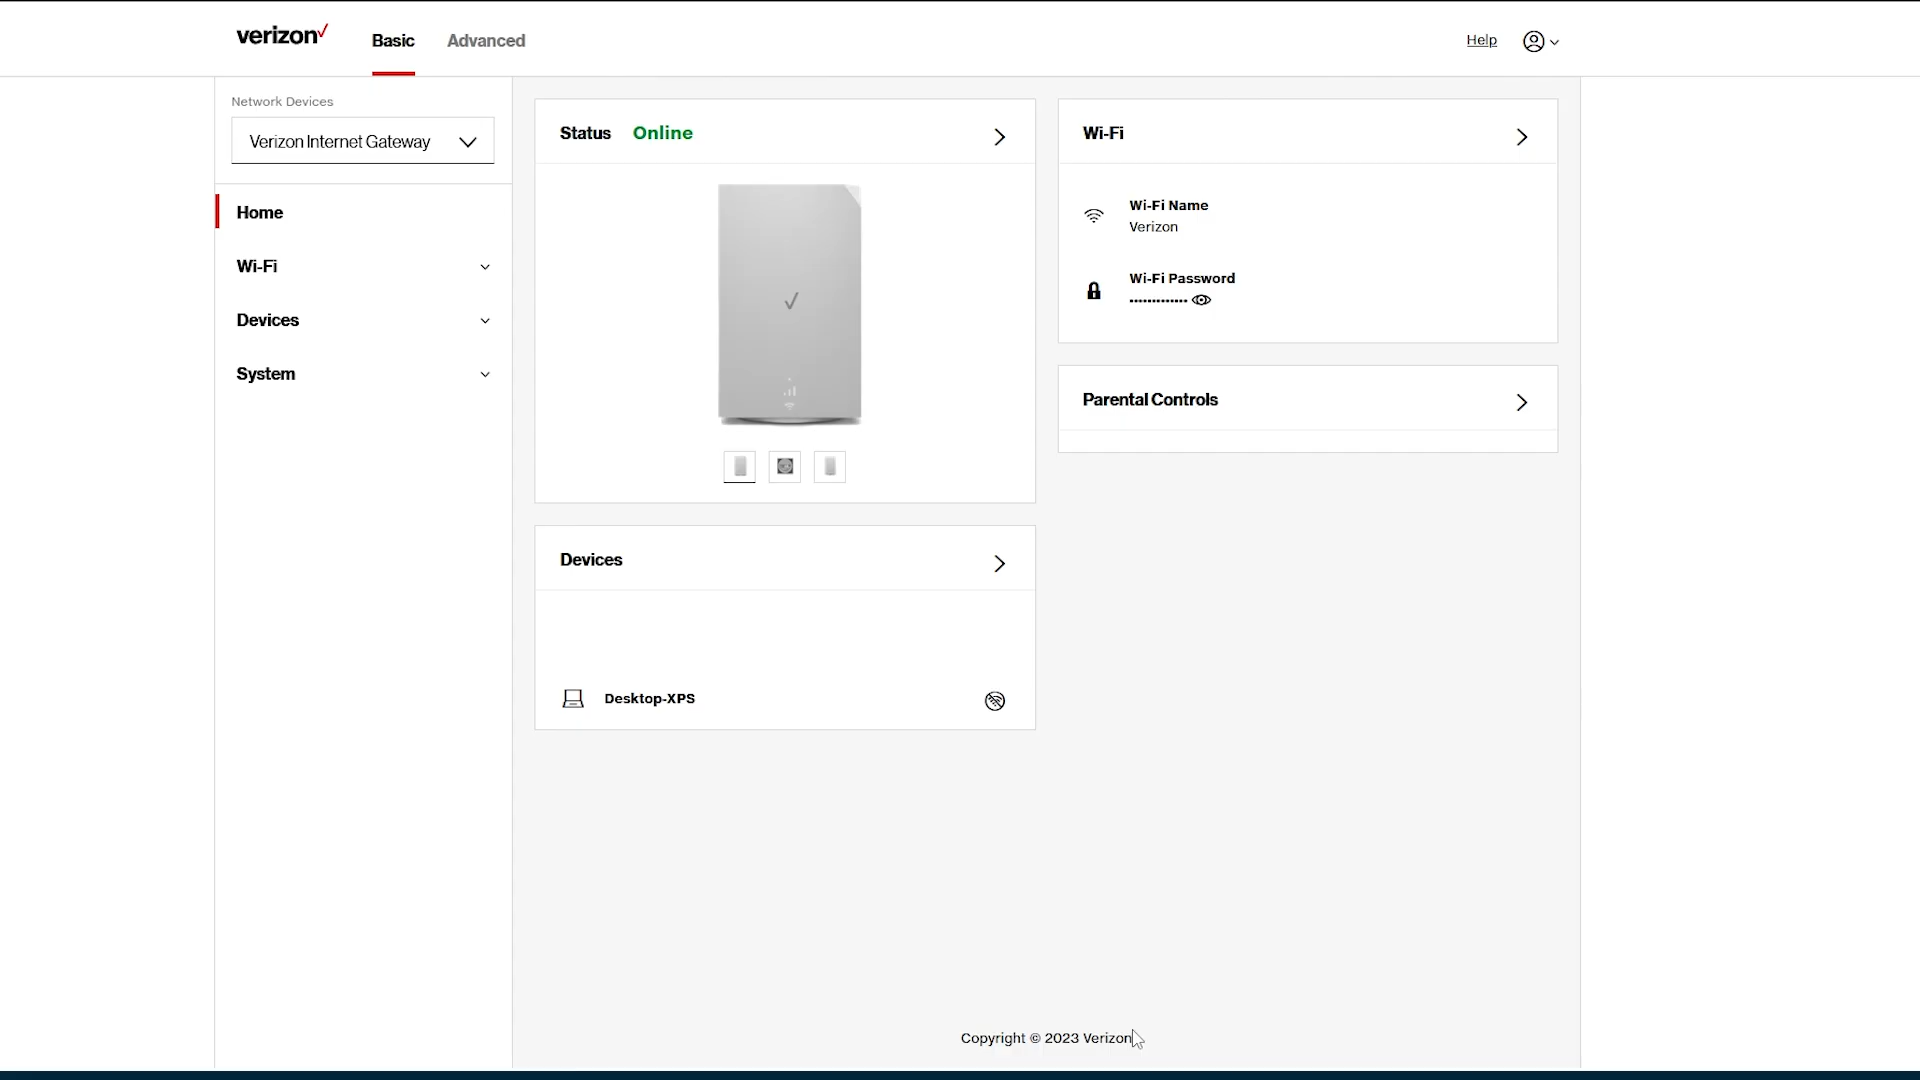 verizon
Basic
Advanced
Help
Network Devices
Verizon Internet Gateway
Home
Wi-Fi
Devices
System
Status Online
Wi-Fi
Wi-Fi Name
Verizon
Wi-Fi Password
•••••••••••••
Parental Controls
Devices
Desktop-XPS
Copyright © 2023 Verizon